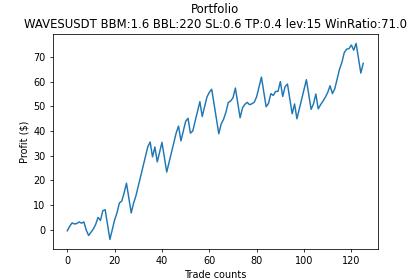 Portfolio
WAVESUSDT BBM:1.6 BBL:220 SL:0.6 TP:0.4 lev:15 WinRatio:71.0
70
60
50
40
30
20
10
0
Profit ($)
0 20 40 60 80 100 120
Trade counts